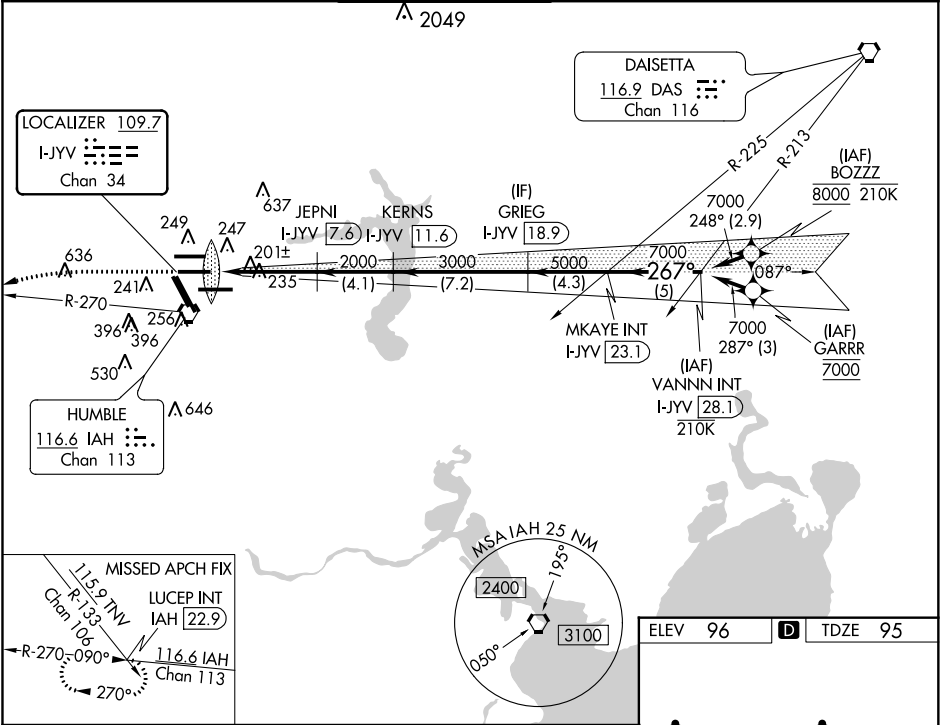 2049
DAISETTA
116.9 DAS
Chan 116
LOCALIZER 109.7
I-JYV
Chan 34
R-225
R-213
(IAF)
BOZZZ
8000 210K
7000
248° (2.9)
637
JEPNI
I-JYV 7.6
KERNS
I-JYV 11.6
(IF)
GRIEG
I-JYV 18.9
249
247
636
201±
235
241
2000
(4.1)
3000
(7.2)
5000
(4.3)
7000
267°
(5)
087°
R-270
256
396
396
530
MKAYE INT
I-JYV 23.1
7000
287° (3)
(IAF)
GARRR
7000
(IAF)
VANNN INT
I-JYV 28.1
210K
HUMBLE
116.6 IAH
Chan 113
646
MISSED APCH FIX
115.9 TNV
R-133
Chan 106
LUCEP INT
IAH 22.9
R-270
090°
116.6 IAH
Chan 113
270°
MSA IAH 25 NM
195°
2400
3100
050°
ELEV 96 D TDZE 95